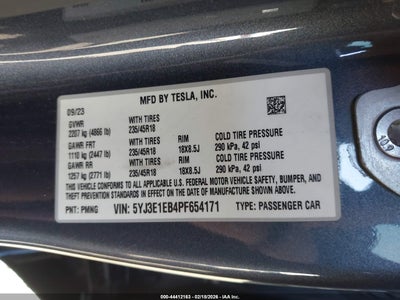 MFD BY TESLA, INC.
09/23
GVWR
2207 kg (4866 lb) WITH TIRES 235/45R18
GAWR FRT WITH TIRES RIM COLD TIRE PRESSURE
1110 kg (2447 lb) 235/45R18 18X8.5J 290 kPa, 42 psi
GAWR RR WITH TIRES RIM COLD TIRE PRESSURE
1257 kg (2771 lb) 235/45R18 18X8.5J 290 kPa, 42 psi
THIS VEHICLE CONFORMS TO ALL APPLICABLE U.S. FEDERAL MOTOR VEHICLE SAFETY, BUMPER, AND
THEFT PREVENTION STANDARDS IN EFFECT ON THE DATE OF MANUFACTURE SHOWN ABOVE.
PNT: PMNG VIN: 5YJ3E1EB4PF654171 TYPE: PASSENGER CAR
000-44412163 - 02/18/2026 - IAAI Copart